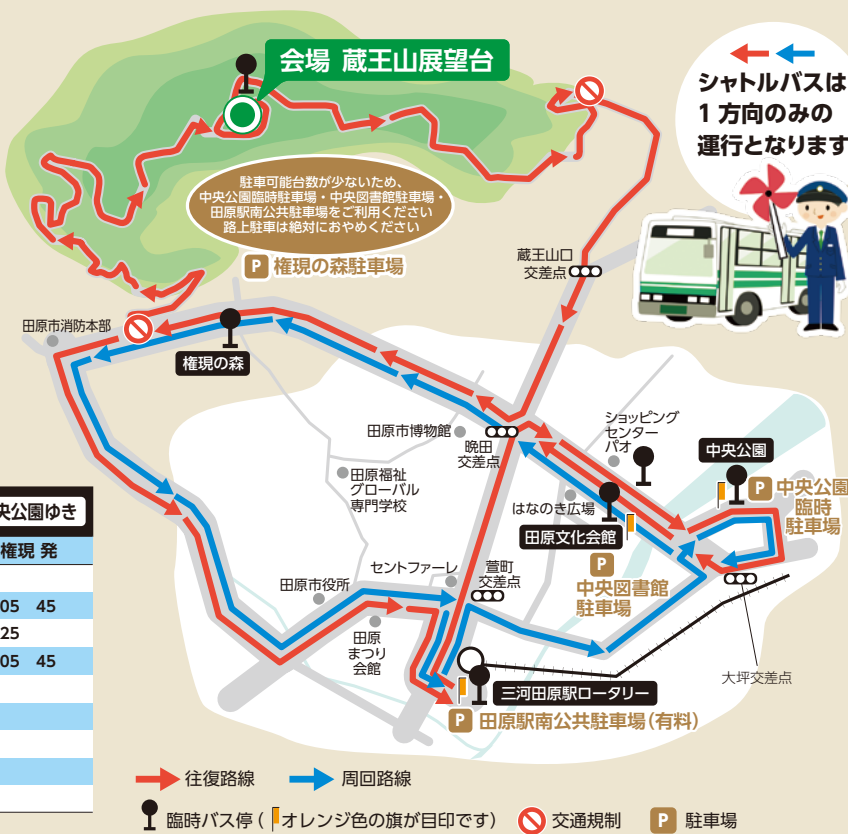 会場 蔵王山展望台
シャトルバスは
1方向のみの
運行となります
駐車可能台数が少ないため、
中央公園臨時駐車場・中央図書館駐車場・
田原駅南公共駐車場をご利用ください
路上駐車は絶対におやめください
P 権現の森駐車場
蔵王山口
交差点
田原市消防本部
権現の森
田原市博物館
晩田
交差点
ショッピング
センター
パオ
中央公園
P 中央公園
臨時
駐車場
田原福祉
グローバル
専門学校
はなのき広場
田原文化会館
P
中央図書館
駐車場
セントファーレ
萱町
交差点
田原市役所
田原
まつり
会館
三河田原駅ロータリー
大坪交差点
P 田原駅南公共駐車場(有料)
央公園ゆき
権現 発
05 45
25
05 45
往復路線
周回路線
臨時バス停(オレンジ色の旗が目印です)
交通規制
P 駐車場